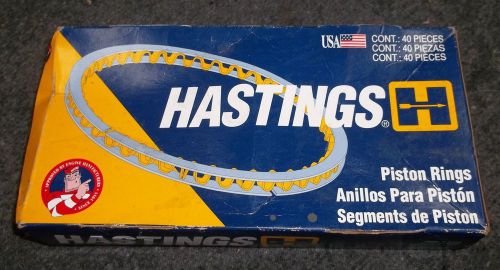 USA
CONT.: 40 PIECES
CONT.: 40 PIEZAS
CONT.: 40 PIECES
HASTINGS® H
Piston Rings
Anillos Para Pistón
Segments de Piston
HASTINGS H